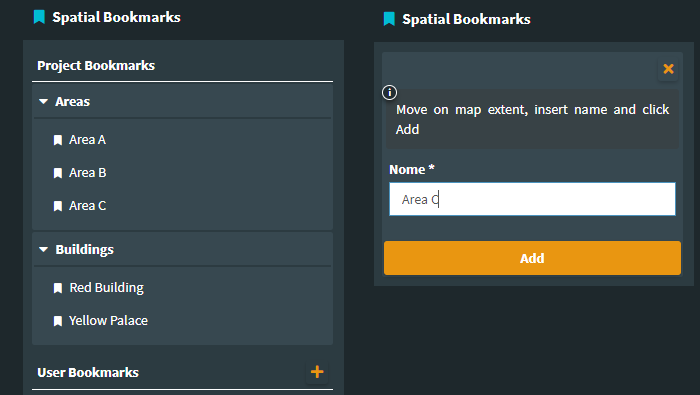 Spatial Bookmarks
Project Bookmarks
Areas
Area A
Area B
Area C
Buildings
Red Building
Yellow Palace
User Bookmarks
Spatial Bookmarks
Move on map extent, insert name and click
Add
Nome *
Area C
Add